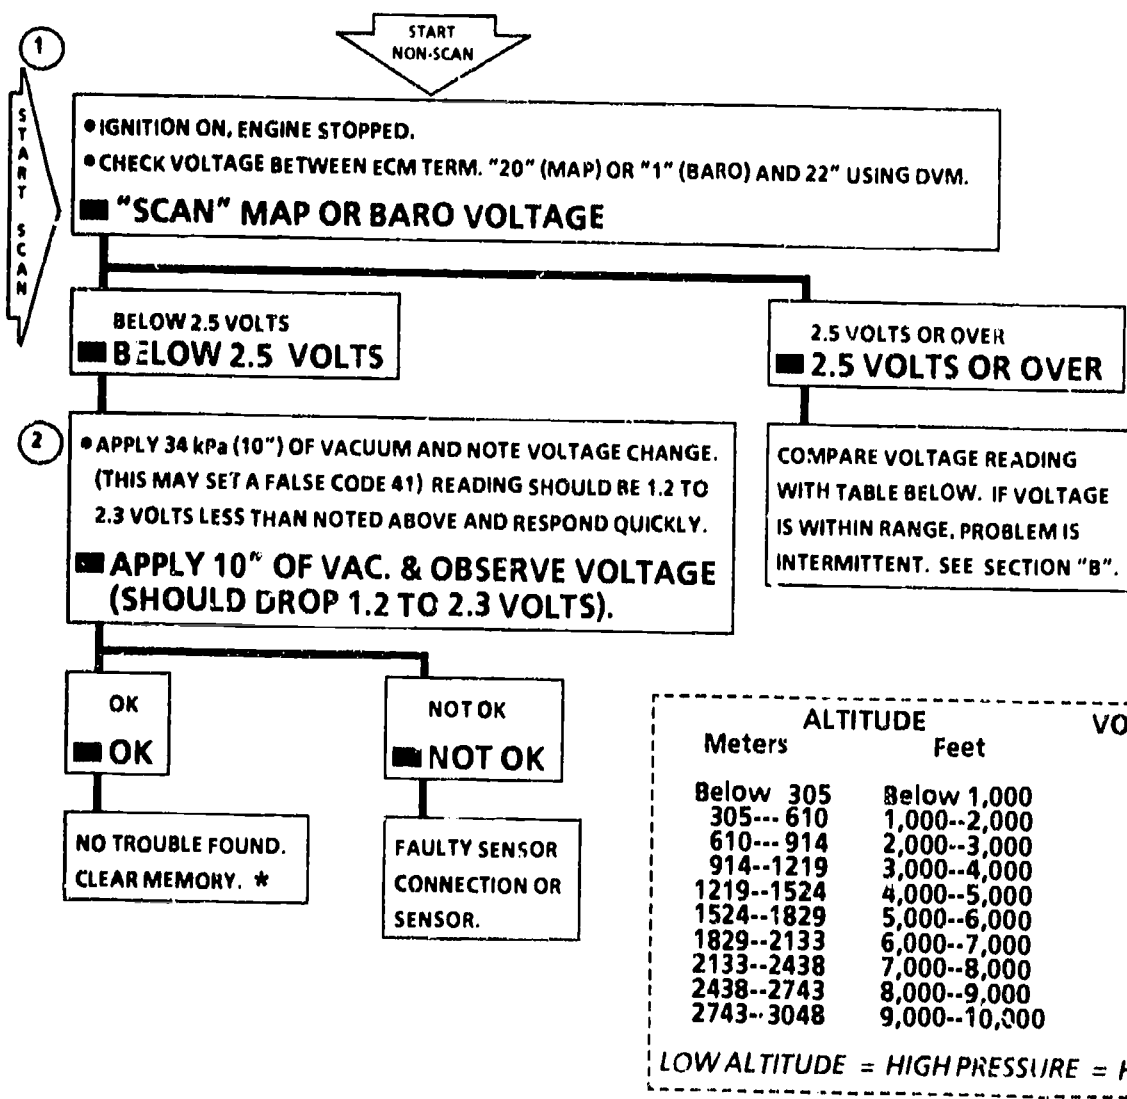 1
START
NON-SCAN
START SCAN
● IGNITION ON, ENGINE STOPPED.
● CHECK VOLTAGE BETWEEN ECM TERM. "20" (MAP) OR "1" (BARO) AND 22" USING DVM.
"SCAN" MAP OR BARO VOLTAGE
BELOW 2.5 VOLTS
BELOW 2.5 VOLTS
2.5 VOLTS OR OVER
2.5 VOLTS OR OVER
2
● APPLY 34 kPa (10") OF VACUUM AND NOTE VOLTAGE CHANGE.
(THIS MAY SET A FALSE CODE 41) READING SHOULD BE 1.2 TO
2.3 VOLTS LESS THAN NOTED ABOVE AND RESPOND QUICKLY.
APPLY 10" OF VAC. & OBSERVE VOLTAGE
(SHOULD DROP 1.2 TO 2.3 VOLTS).
COMPARE VOLTAGE READING
WITH TABLE BELOW. IF VOLTAGE
IS WITHIN RANGE, PROBLEM IS
INTERMITTENT. SEE SECTION "B".
OK
OK
NOT OK
NOT OK
NO TROUBLE FOUND.
CLEAR MEMORY. *
FAULTY SENSOR
CONNECTION OR
SENSOR.
ALTITUDE VO
Meters Feet
Below 305 Below 1,000
305---610 1,000--2,000
610---914 2,000--3,000
914--1219 3,000--4,000
1219--1524 4,000--5,000
1524--1829 5,000--6,000
1829--2133 6,000--7,000
2133--2438 7,000--8,000
2438--2743 8,000--9,000
2743--3048 9,000--10,000
LOW ALTITUDE = HIGH PRESSURE = H